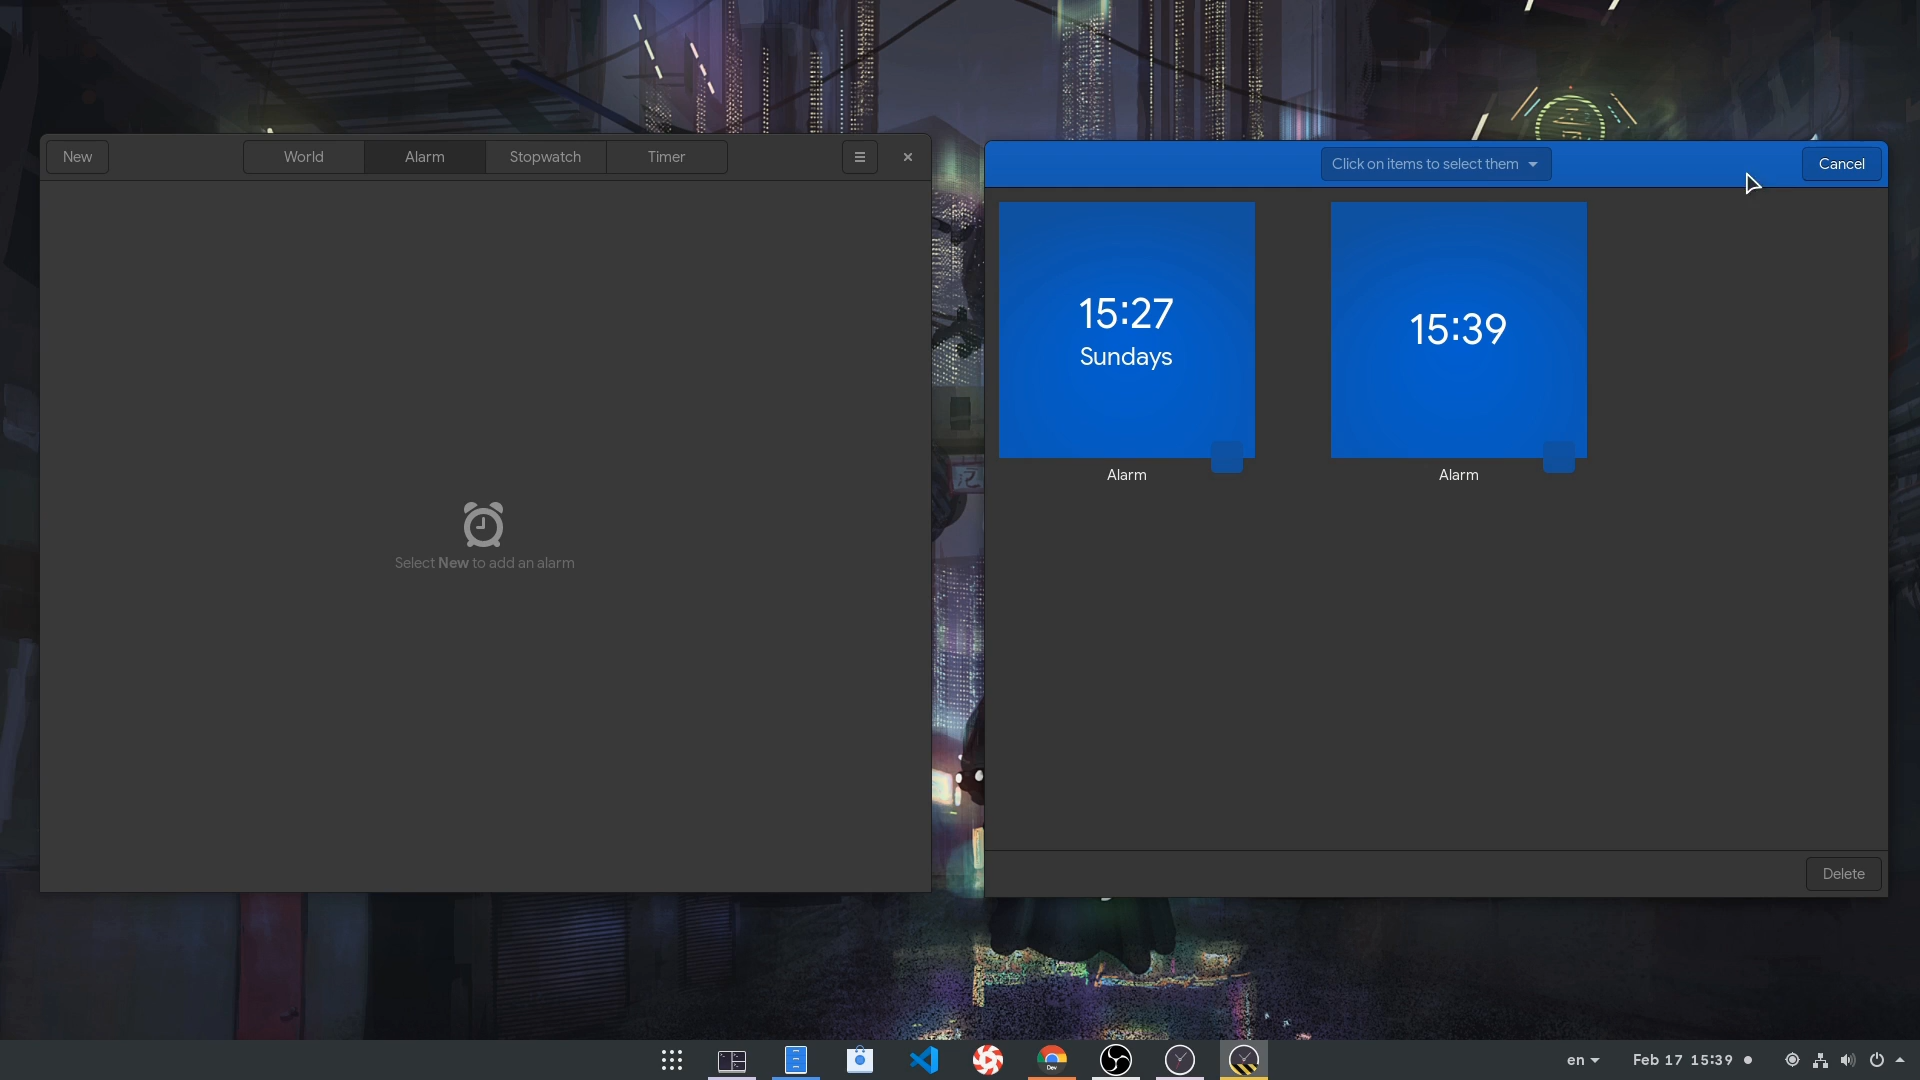 New
World
Alarm
Stopwatch
Timer
Select New to add an alarm
Click on items to select them
Cancel
15:27
Sundays
Alarm
15:39
Alarm
Delete
Dev
en
Feb 17 15:39